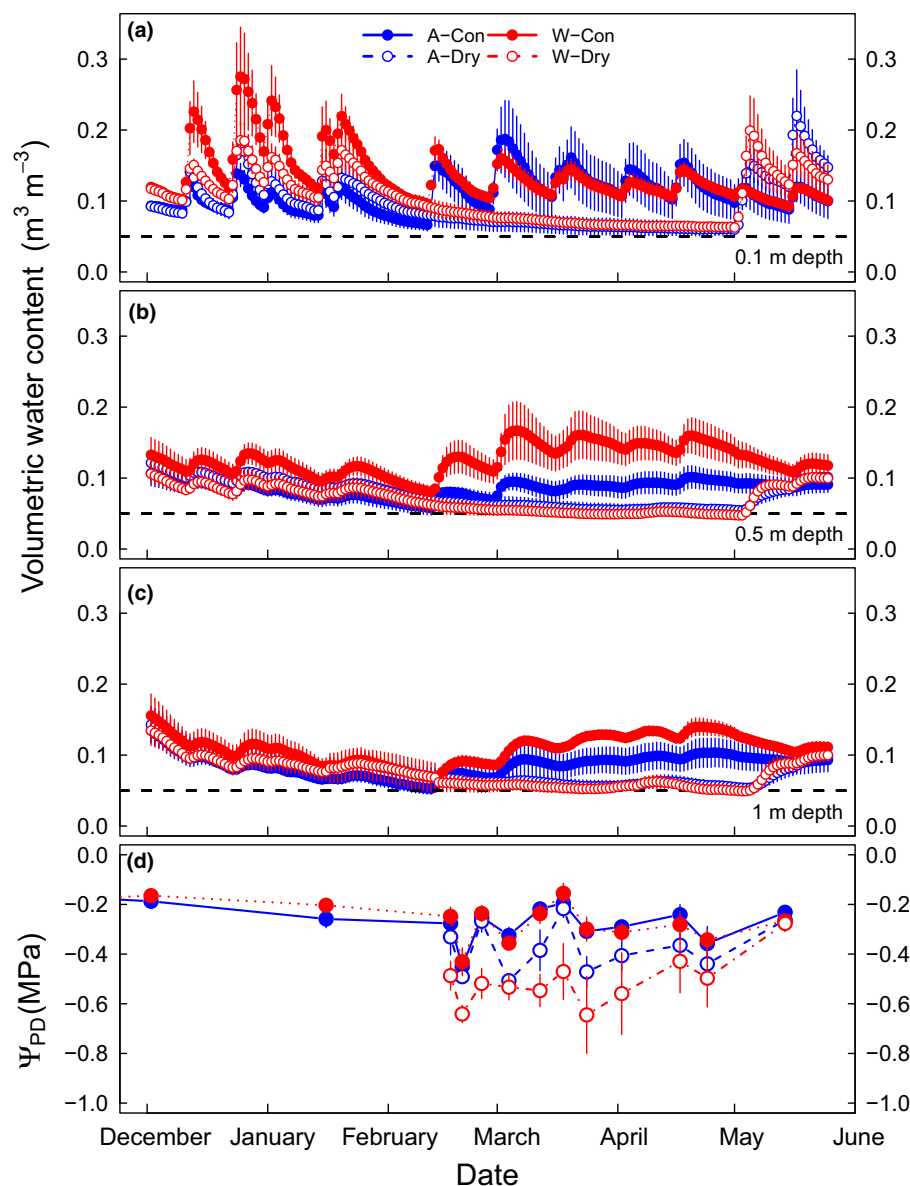 (a)
A−Con
W−Con
A−Dry
W−Dry
0.3
0.3
0.2
0.2
0.1
0.1
0.0
0.0
0.1 m depth
Volumetric water content (m³ m⁻³)
(b)
0.3
0.3
0.2
0.2
0.1
0.1
0.0
0.0
0.5 m depth
(c)
0.3
0.3
0.2
0.2
0.1
0.1
0.0
0.0
1 m depth
(d)
0.0
0.0
−0.2
−0.2
−0.4
−0.4
−0.6
−0.6
−0.8
−0.8
−1.0
−1.0
Ψ_PD (MPa)
December January February March April May June
Date